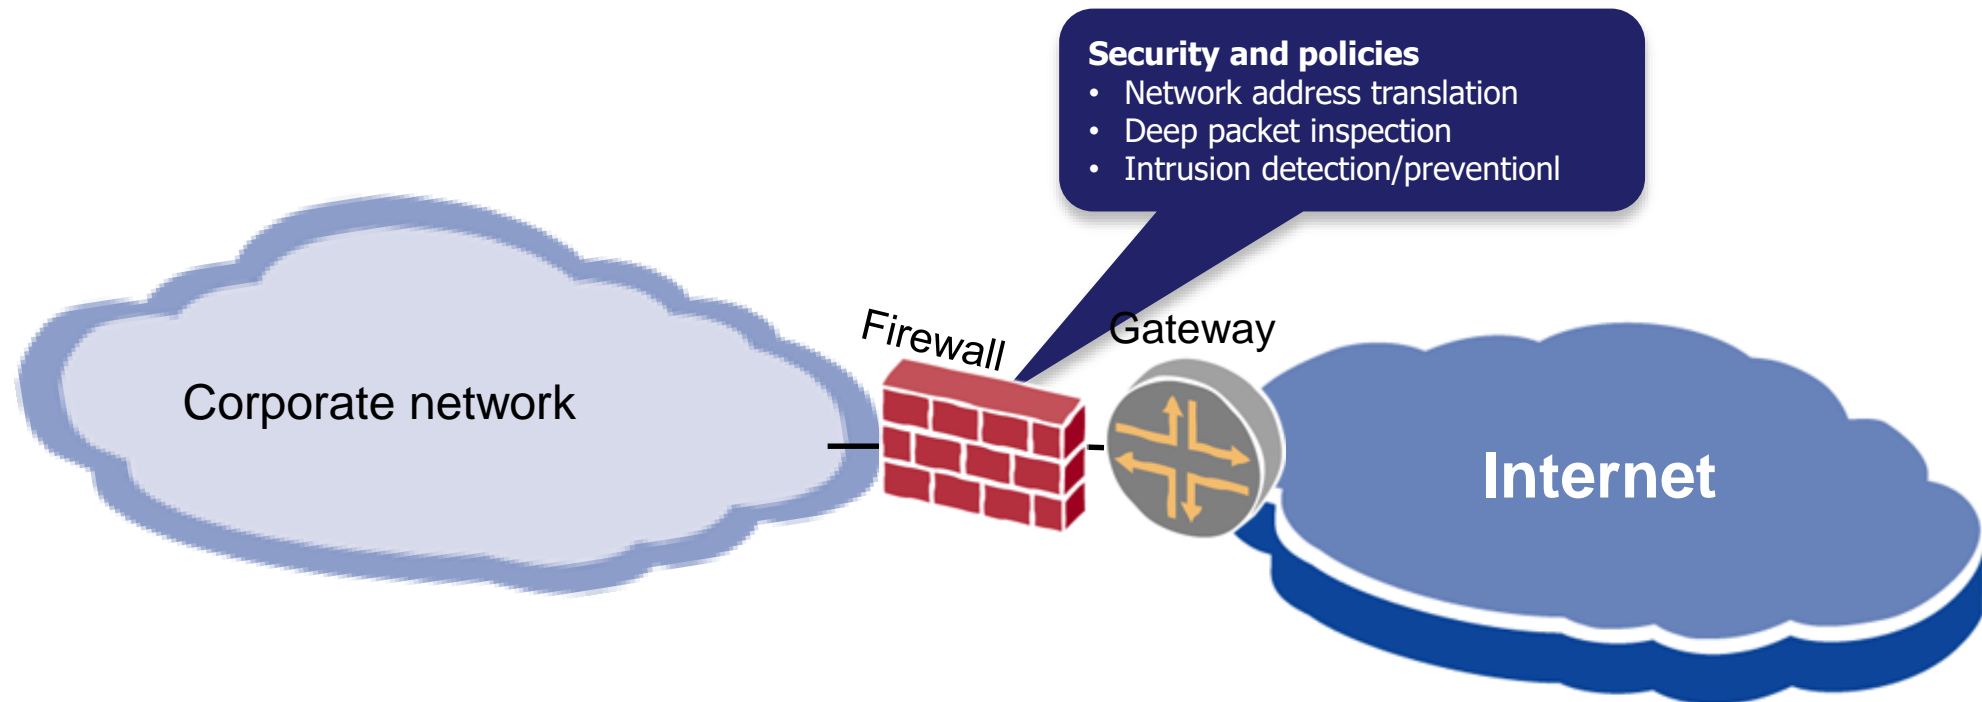 Security and policies
• Network address translation
• Deep packet inspection
• Intrusion detection/preventionl
Firewall
Gateway
Corporate network
Internet